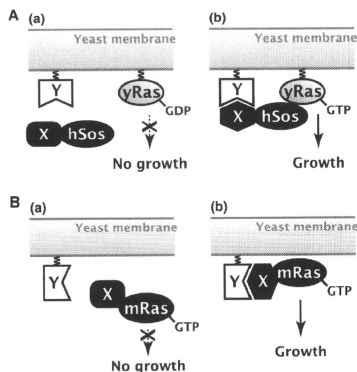 A
(a)
Yeast membrane
Y
yRas
GDP
X
hSos
No growth
(b)
Yeast membrane
Y
yRas
GTP
X
hSos
Growth
B
(a)
Yeast membrane
Y
X
mRas
GTP
No growth
(b)
Yeast membrane
Y
X
mRas
GTP
Growth